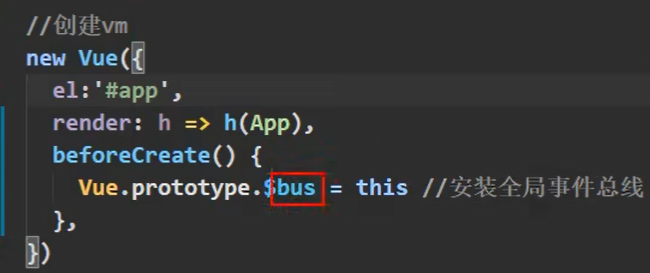 //创建vm
new Vue({
el:'#app',
render: h => h(App),
beforeCreate() {
Vue.prototype.$bus = this //安装全局事件总线
},
})